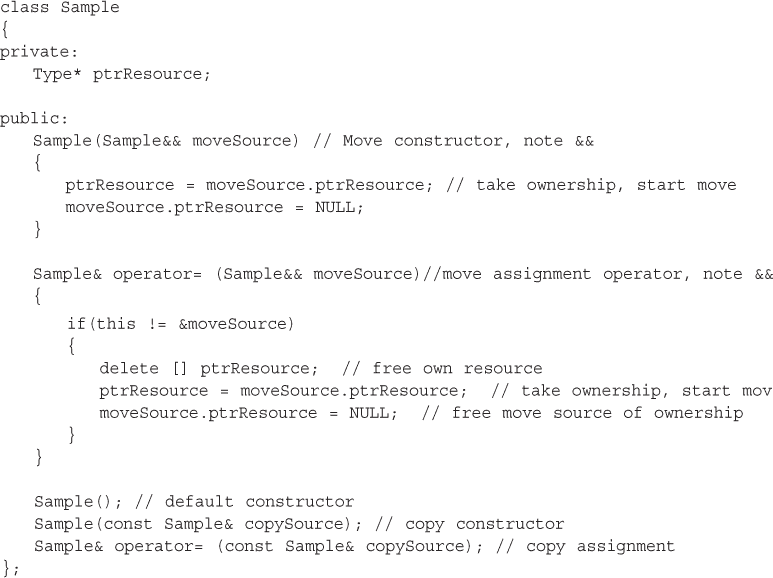 class Sample
{
private:
    Type* ptrResource;

public:
    Sample(Sample&& moveSource) // Move constructor, note &&
    {
        ptrResource = moveSource.ptrResource; // take ownership, start move
        moveSource.ptrResource = NULL;
    }

    Sample& operator= (Sample&& moveSource)//move assignment operator, note &&
    {
        if(this != &moveSource)
        {
            delete [] ptrResource;  // free own resource
            ptrResource = moveSource.ptrResource;  // take ownership, start mov
            moveSource.ptrResource = NULL;  // free move source of ownership
        }
    }

    Sample(); // default constructor
    Sample(const Sample& copySource); // copy constructor
    Sample& operator= (const Sample& copySource); // copy assignment
};